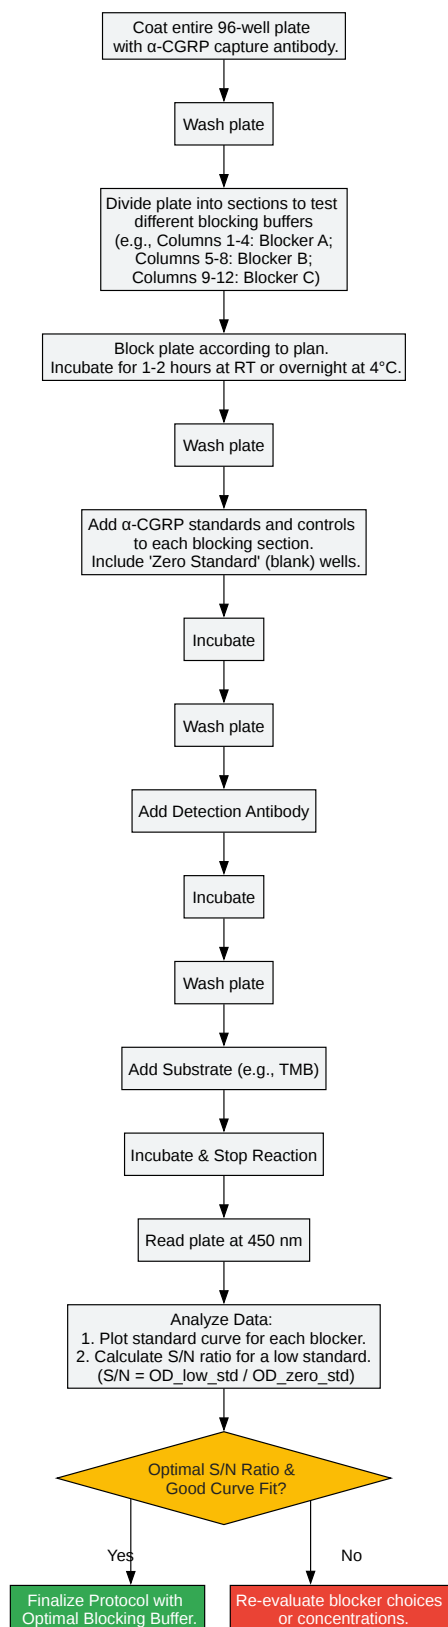 Coat entire 96-well plate
with α-CGRP capture antibody.
Wash plate
Divide plate into sections to test
different blocking buffers
(e.g., Columns 1-4: Blocker A;
Columns 5-8: Blocker B;
Columns 9-12: Blocker C)
Block plate according to plan.
Incubate for 1-2 hours at RT or overnight at 4°C.
Wash plate
Add α-CGRP standards and controls
to each blocking section.
Include 'Zero Standard' (blank) wells.
Incubate
Wash plate
Add Detection Antibody
Incubate
Wash plate
Add Substrate (e.g., TMB)
Incubate & Stop Reaction
Read plate at 450 nm
Analyze Data:
1. Plot standard curve for each blocker.
2. Calculate S/N ratio for a low standard.
(S/N = OD_low_std / OD_zero_std)
Optimal S/N Ratio &
Good Curve Fit?
Yes
No
Finalize Protocol with
Optimal Blocking Buffer.
Re-evaluate blocker choices
or concentrations.